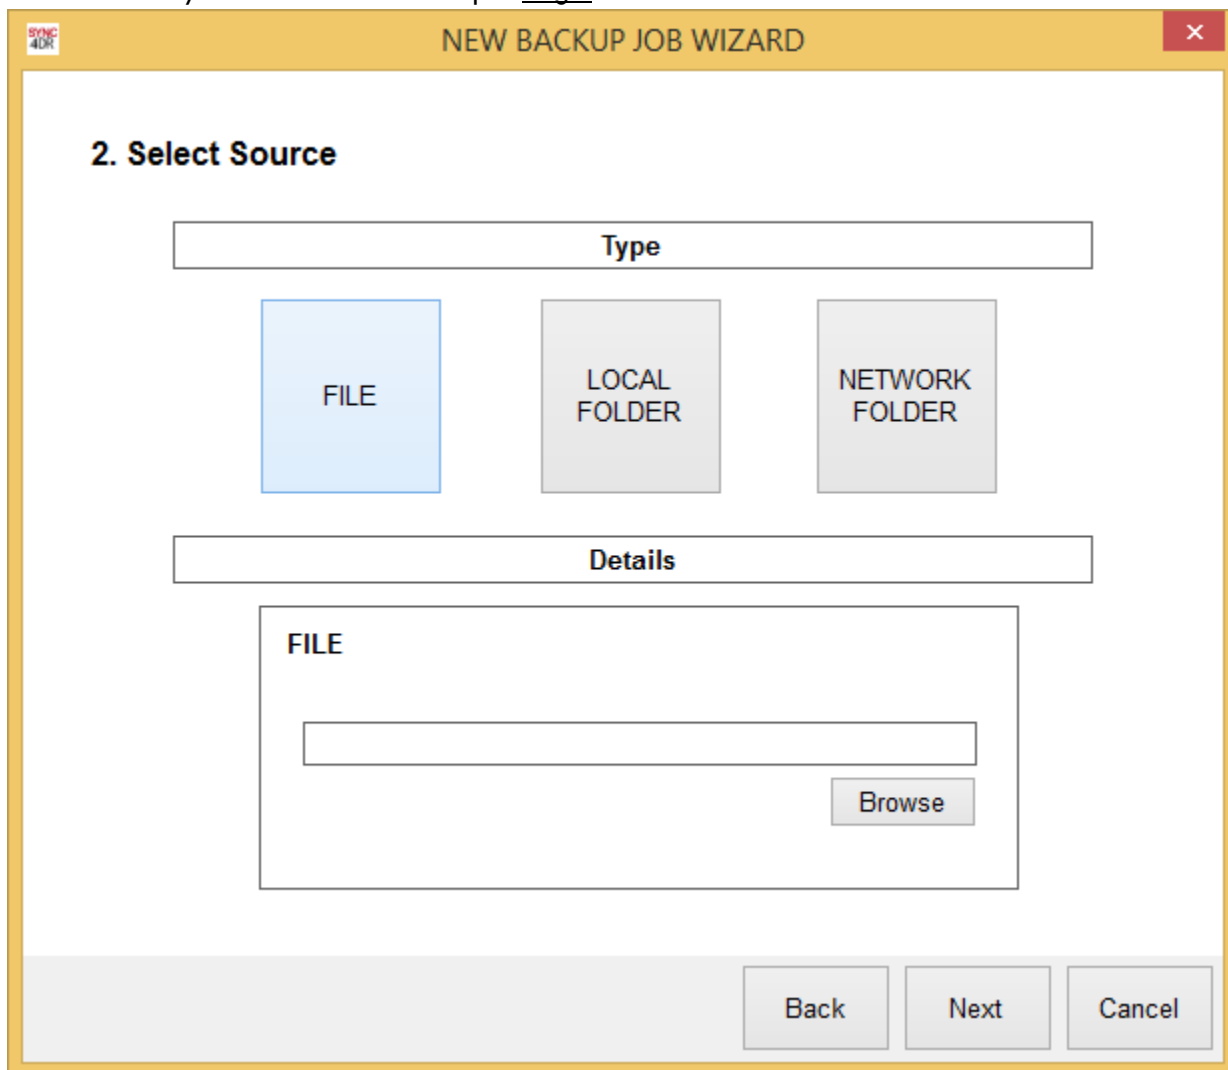 SYNC
4DR
NEW BACKUP JOB WIZARD
2. Select Source
Type
FILE
LOCAL
FOLDER
NETWORK
FOLDER
Details
FILE
Browse
Back
Next
Cancel